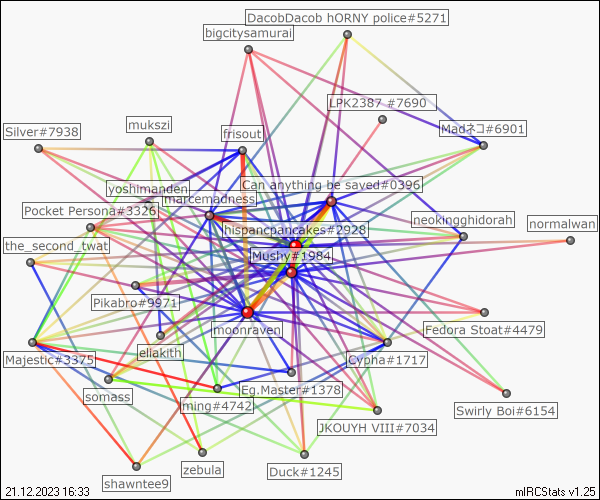 DacobDacob hORNY police#5271
bigcitysamurai
LPK2387 #7690
mukszi
Madネコ#6901
Silver#7938
frisout
Can anything be saved#0396
yoshimanden
marcemadness
Pocket Persona#3326
neokingghidorah
normalwan
hispancpancakes#2928
the_second_twat
Mushy#1984
Pikabro#9971
moonraven
Fedora Stoat#4479
eliakith
Majestic#3375
Cypha#1717
Eg.Master#1378
somass
ming#4742
Swirly Boi#6154
JKOUYH VIII#7034
zebula
Duck#1245
shawntee9
21.12.2023 16:33
mIRCStats v1.25